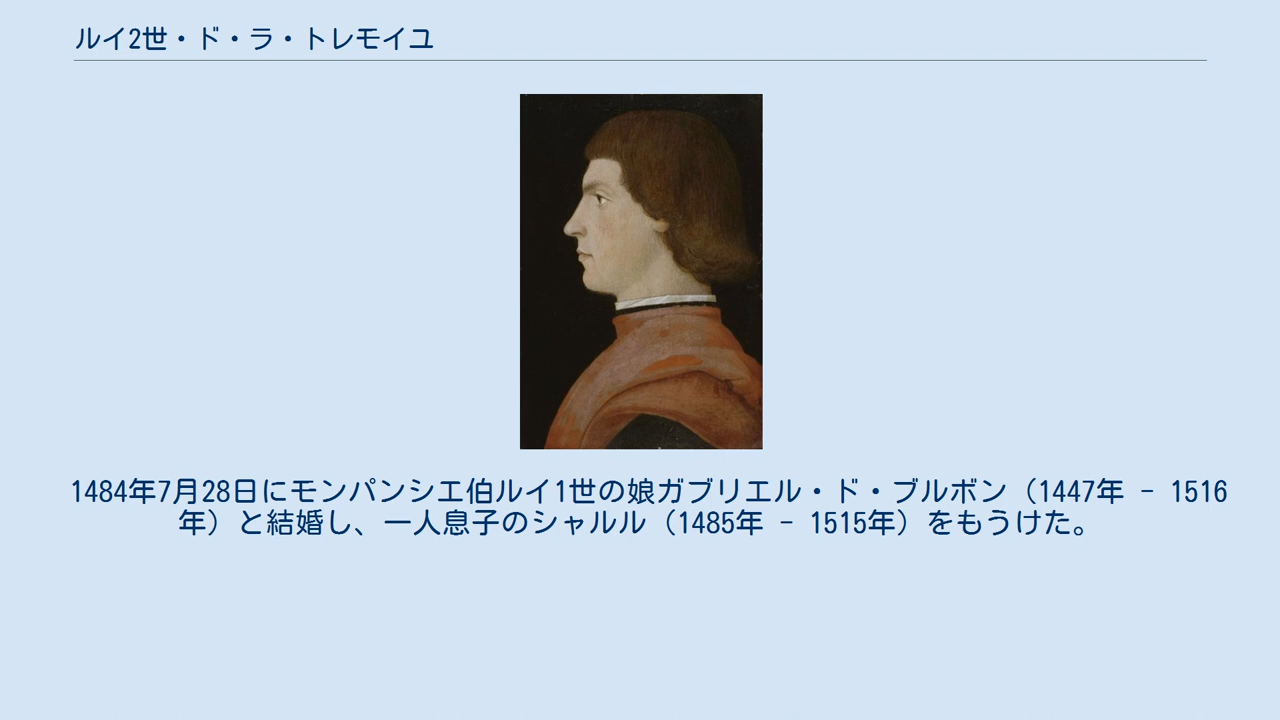 ルイ2世・ド・ラ・トレモイユ
1484年7月28日にモンパンシエ伯ルイ1世の娘ガブリエル・ド・ブルボン（1447年 - 1516
年）と結婚し、一人息子のシャルル（1485年 - 1515年）をもうけた。